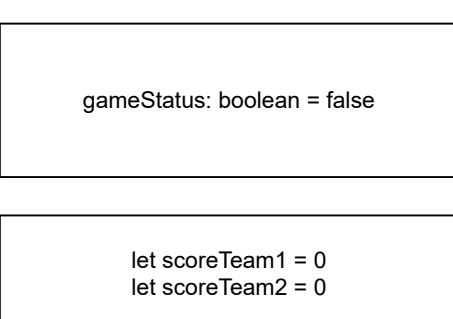 gameStatus: boolean = false
let scoreTeam1 = 0
let scoreTeam2 = 0